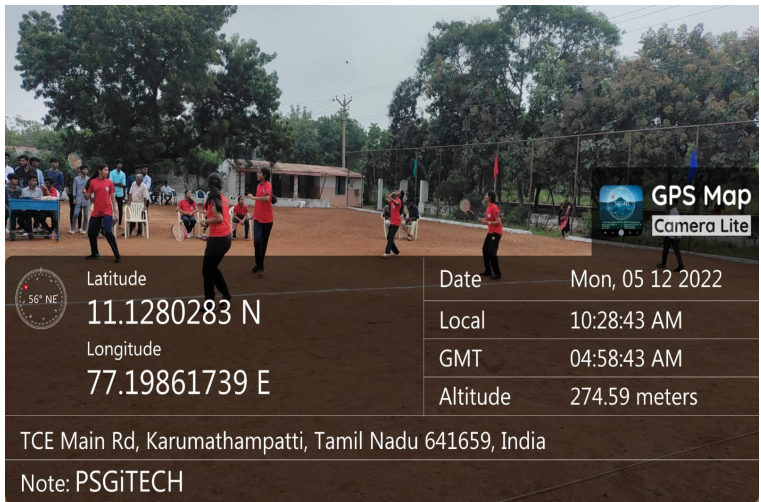 GPS Map
Camera Lite
56° NE
Latitude
11.1280283 N
Longitude
77.19861739 E
Date Mon, 05 12 2022
Local 10:28:43 AM
GMT 04:58:43 AM
Altitude 274.59 meters
TCE Main Rd, Karumathampatti, Tamil Nadu 641659, India
Note: PSGiTECH